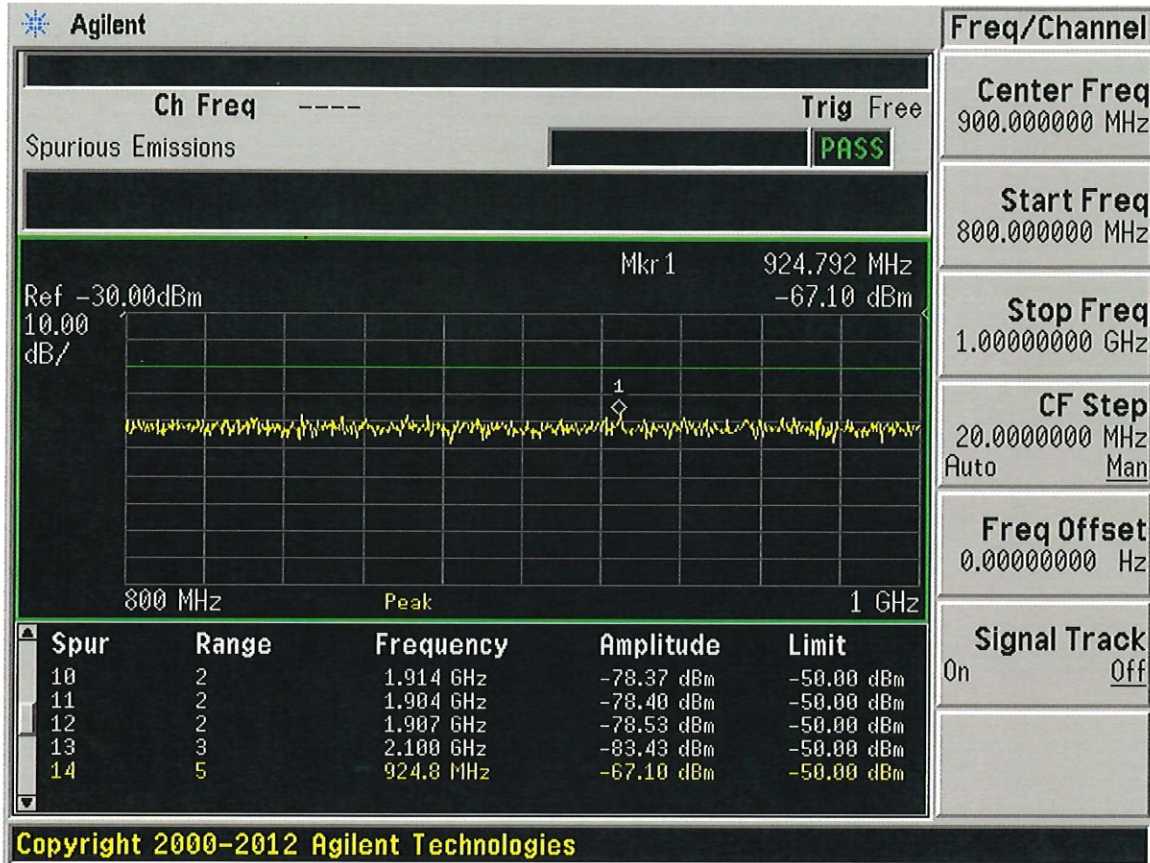 Agilent
Freq/Channel
Ch Freq ----
Trig Free
Spurious Emissions
PASS
Center Freq
900.000000 MHz
Start Freq
800.000000 MHz
Stop Freq
1.00000000 GHz
CF Step
20.0000000 MHz
Auto Man
Freq Offset
0.00000000 Hz
Signal Track
On Off
Mkr1 924.792 MHz
Ref -30.00dBm -67.10 dBm
10.00
dB/
1
800 MHz Peak 1 GHz
Spur Range Frequency Amplitude Limit
10 2 1.914 GHz -78.37 dBm -50.00 dBm
11 2 1.904 GHz -78.40 dBm -50.00 dBm
12 2 1.907 GHz -78.53 dBm -50.00 dBm
13 3 2.100 GHz -83.43 dBm -50.00 dBm
14 5 924.8 MHz -67.10 dBm -50.00 dBm
Copyright 2000-2012 Agilent Technologies